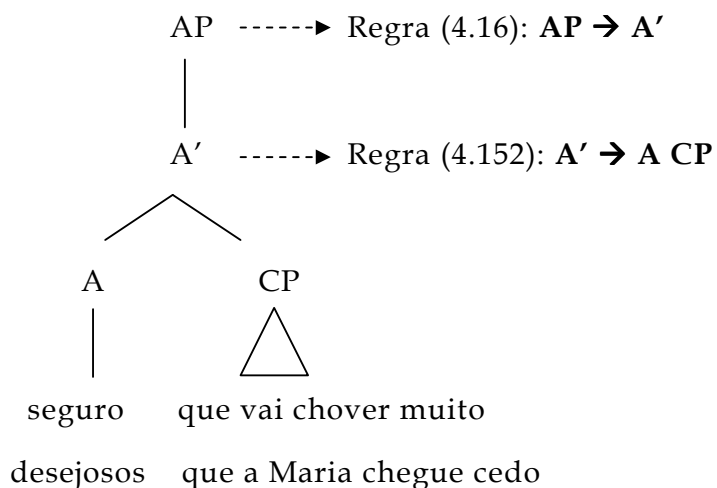 AP Regra (4.16): AP → A’
A’ Regra (4.152): A’ → A CP
A CP
seguro que vai chover muito
desejosos que a Maria chegue cedo